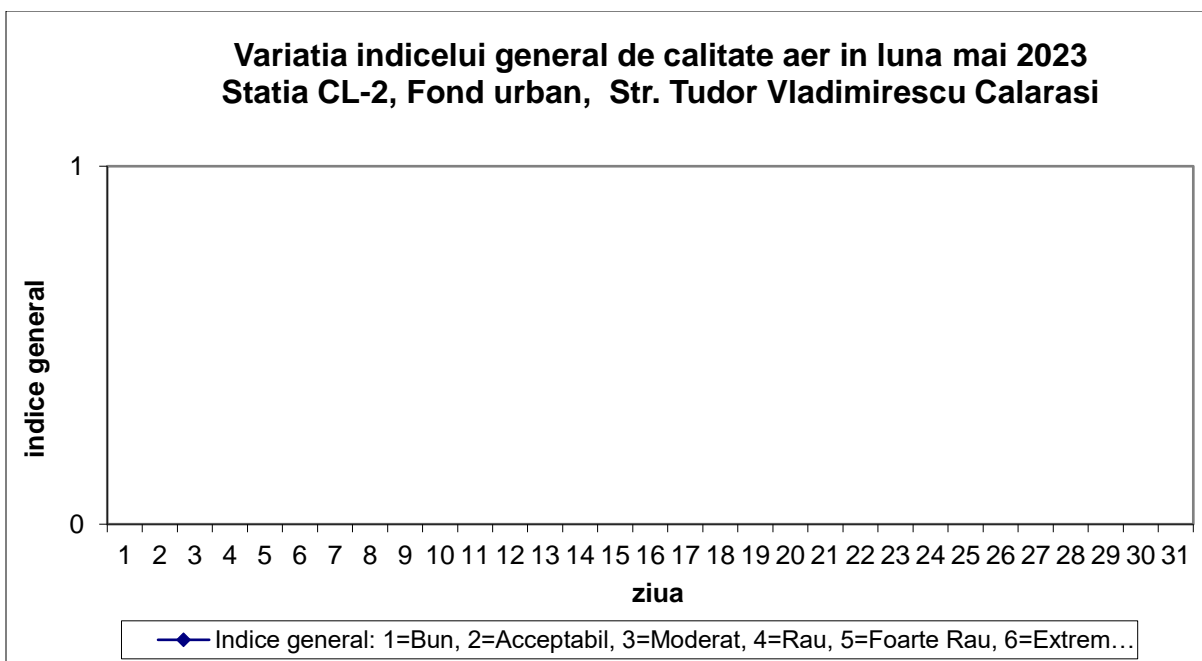 Variatia indicelui general de calitate aer in luna mai 2023
Statia CL-2, Fond urban,  Str. Tudor Vladimirescu Calarasi
1
indice general
0
1 2 3 4 5 6 7 8 9 10 11 12 13 14 15 16 17 18 19 20 21 22 23 24 25 26 27 28 29 30 31
ziua
Indice general: 1=Bun, 2=Acceptabil, 3=Moderat, 4=Rau, 5=Foarte Rau, 6=Extrem…